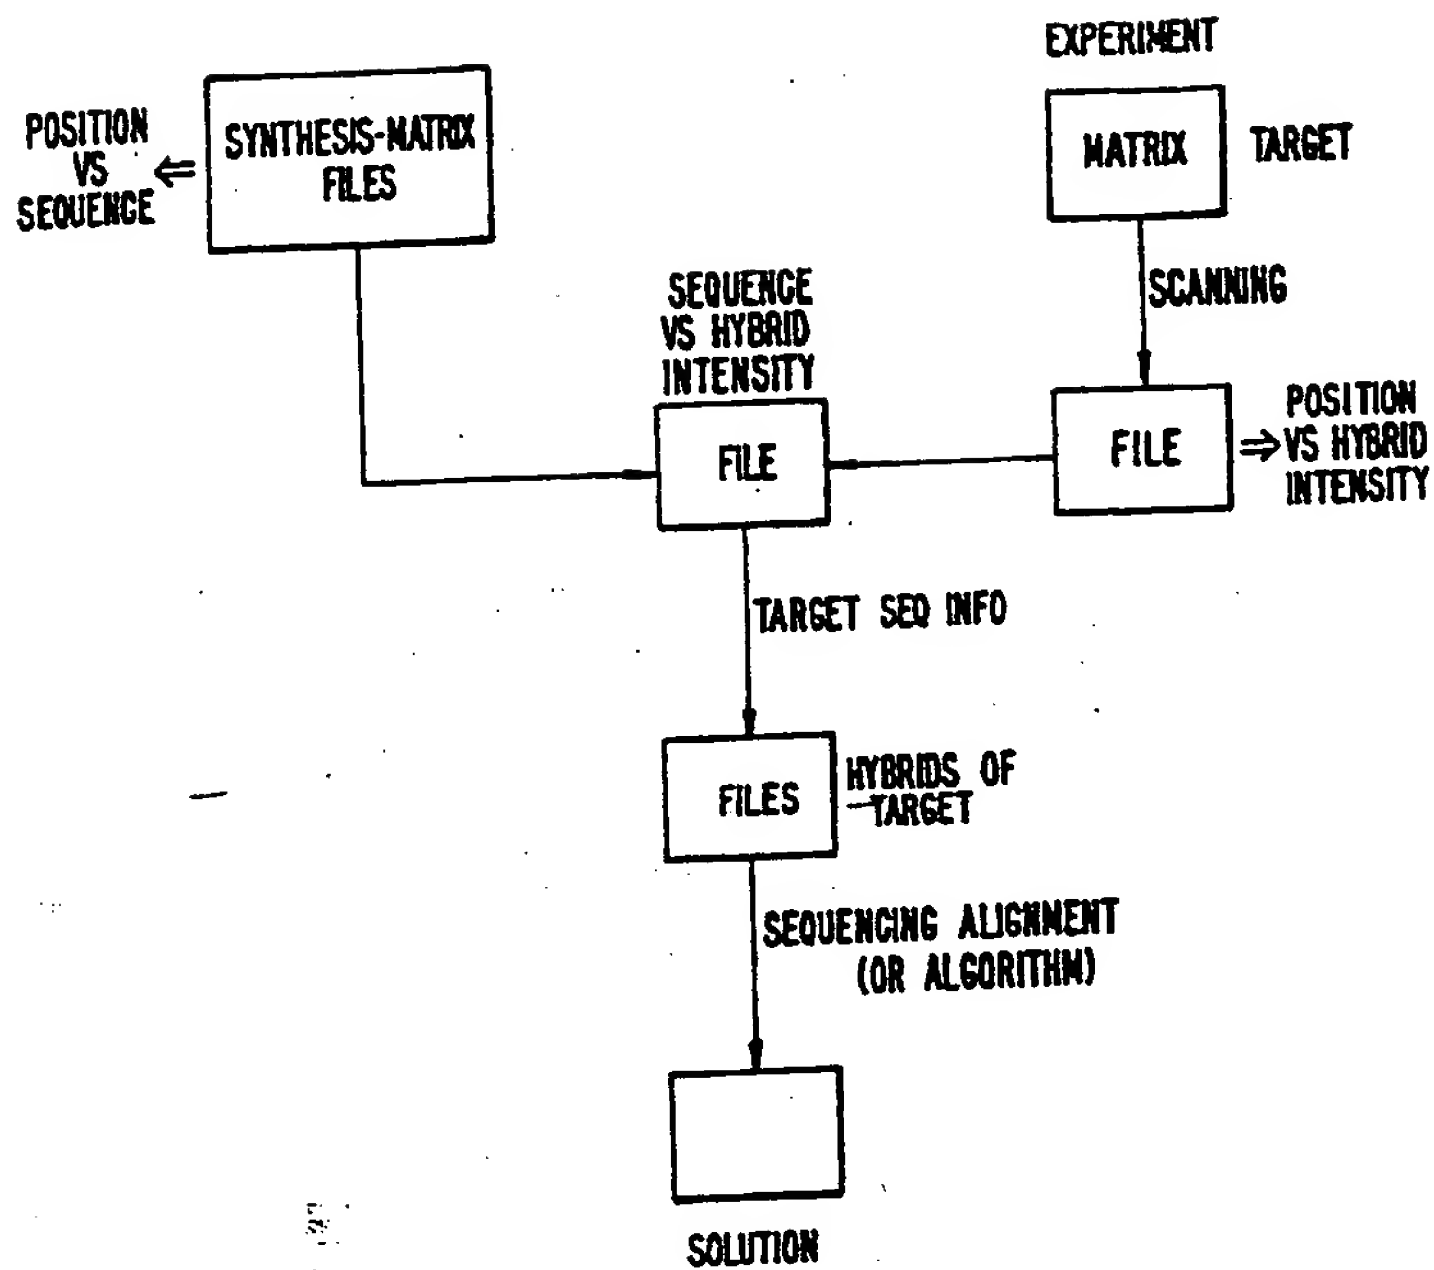 EXPERIMENT
POSITION
VS
SEQUENCE
SYNTHESIS-MATRIX
FILES
MATRIX
TARGET
SCANNING
SEQUENCE
VS HYBRID
INTENSITY
FILE
FILE
POSITION
VS HYBRID
INTENSITY
TARGET SEQ INFO
FILES
HYBRIDS OF
TARGET
SEQUENCING ALIGNMENT
(OR ALGORITHM)
SOLUTION